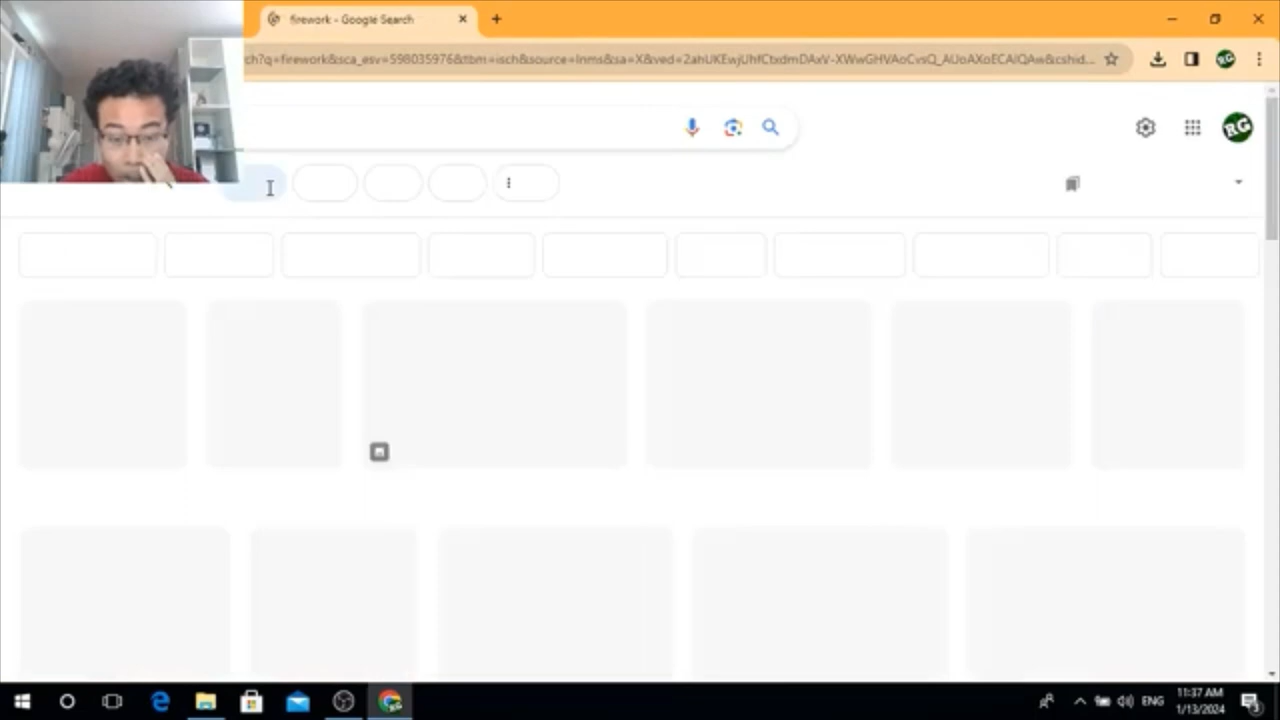 firework - Google Search
ch?q=firework&sca_esv=598035976&tbm=isch&source=lnms&sa=X&ved=2ahUKEwjUhfCtxdmDAxV-XWwGHVAoCvsQ_AUoAXoECAIQAw&cshid...
RG
RG
ENG
11:37 AM
1/13/2024